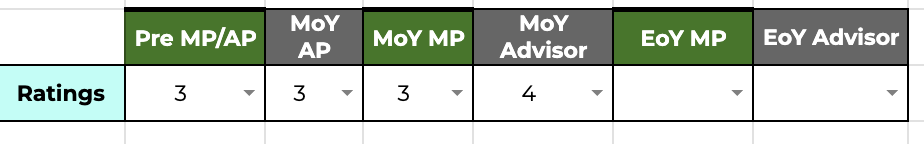 Pre MP/AP
MoY
AP
MoY MP
MoY
Advisor
EoY MP
EoY Advisor
Ratings
3
3
3
4